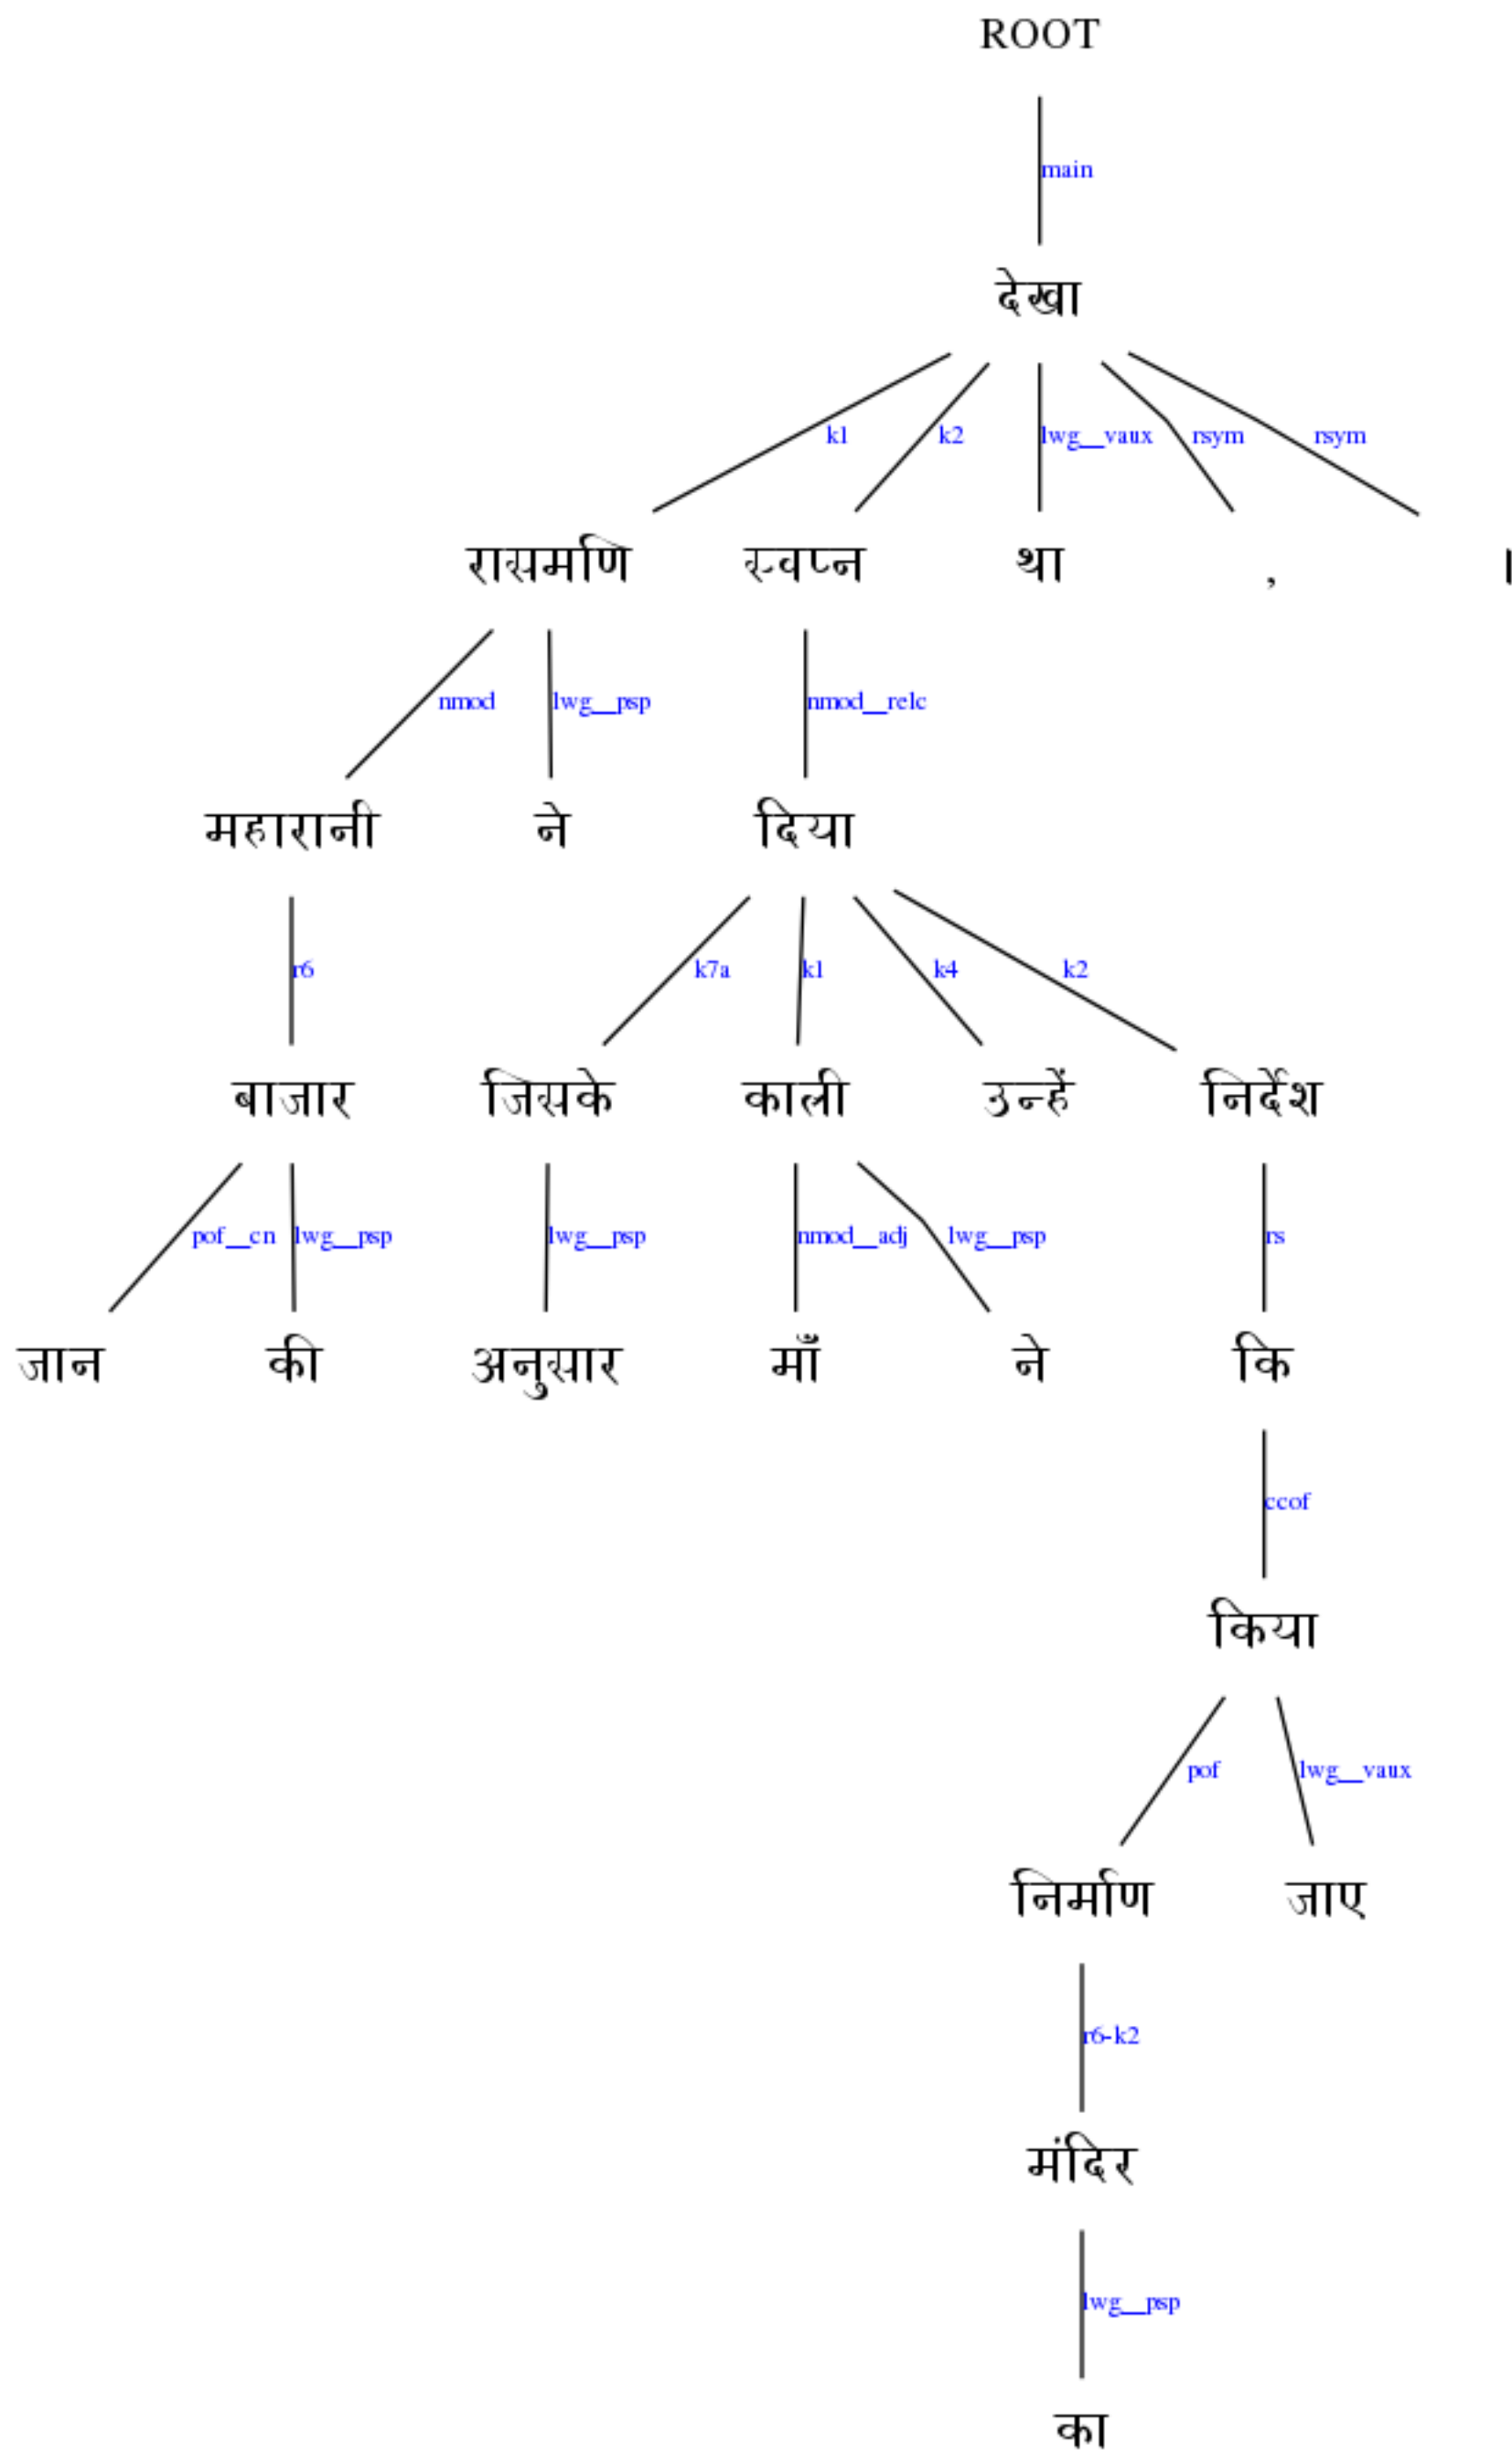 ROOT
main
देखा
k1 k2 lwg__vaux rsym rsym
रासमणि स्वप्न था , ।
nmod lwg__psp nmod__relc
महारानी ने दिया
r6 k7a k1 k4 k2
बाजार जिसके काली उन्हें निर्देश
pof__cn lwg__psp lwg__psp nmod__adj lwg__psp rs
जान की अनुसार माँ ने कि
ccof
किया
pof lwg__vaux
निर्माण जाए
r6-k2
मंदिर
lwg__psp
का